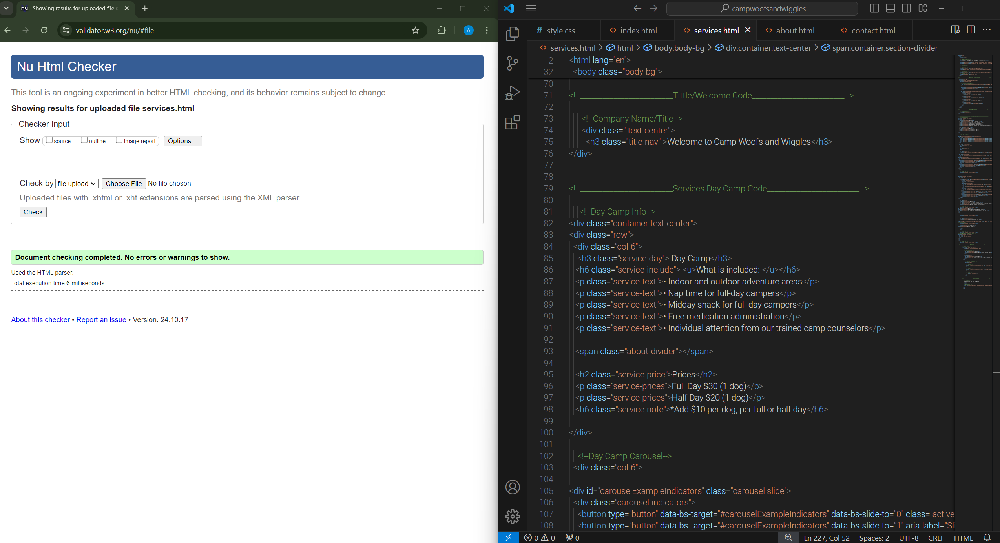 Showing results for uploaded file s
validator.w3.org/nu/#file
A
Nu Html Checker
This tool is an ongoing experiment in better HTML checking, and its behavior remains subject to change
Showing results for uploaded file services.html
Checker Input
Show source outline image report Options...
Check by file upload Choose File No file chosen
Uploaded files with .xhtml or .xht extensions are parsed using the XML parser.
Check
Document checking completed. No errors or warnings to show.
Used the HTML parser.
Total execution time 6 milliseconds.
About this checker • Report an issue • Version: 24.10.17
campwoofsandwiggles
# style.css <> index.html <> services.html <> about.html <> contact.html
<> services.html > html > body.body-bg > div.container.text-center > span.container.section-divider
2 <html lang="en">
32 <body class="body-bg">
70
71 <!--________________________Tittle/Welcome Code________________________-->
72
73 <!--Company Name/Title-->
74 <div class=" text-center">
75 <h3 class="title-nav" >Welcome to Camp Woofs and Wiggles</h3>
76 </div>
77
78
79 <!--________________________Services Day Camp Code________________________-->
80
81 <!--Day Camp Info-->
82 <div class="container text-center">
83 <div class="row">
84 <div class="col-6">
85 <h3 class="service-day"> Day Camp</h3>
86 <h6 class="service-include"> <u>What is included: </u></h6>
87 <p class="service-text">• Indoor and outdoor adventure areas</p>
88 <p class="service-text">• Nap time for full-day campers</p>
89 <p class="service-text">• Midday snack for full-day campers</p>
90 <p class="service-text">• Free medication administration</p>
91 <p class="service-text">• Individual attention from our trained camp counselors</p>
92
93 <span class="about-divider"></span>
94
95 <h2 class="service-price">Prices</h2>
96 <p class="service-prices">Full Day $30 (1 dog)</p>
97 <p class="service-prices">Half Day $20 (1 dog)</p>
98 <h6 class="service-note">*Add $10 per dog, per full or half day</h6>
99
100 </div>
101
102 <!--Day Camp Carousel-->
103 <div class="col-6">
104
105 <div id="carouselExampleIndicators" class="carousel slide">
106 <div class="carousel-indicators">
107 <button type="button" data-bs-target="#carouselExampleIndicators" data-bs-slide-to="0" class="active
108 <button type="button" data-bs-target="#carouselExampleIndicators" data-bs-slide-to="1" aria-label="Sl
0 0 0 Ln 227, Col 52 Spaces: 2 UTF-8 CRLF HTML